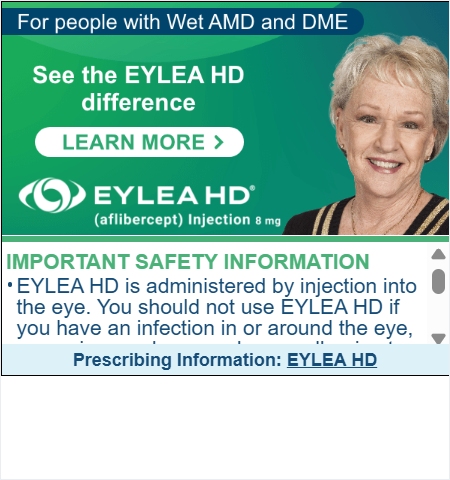 For people with Wet AMD and DME
See the EYLEA HD
difference
LEARN MORE >
EYLEA HD®
(aflibercept) Injection 8 mg
IMPORTANT SAFETY INFORMATION
• EYLEA HD is administered by injection into
the eye. You should not use EYLEA HD if
you have an infection in or around the eye,
Prescribing Information: EYLEA HD